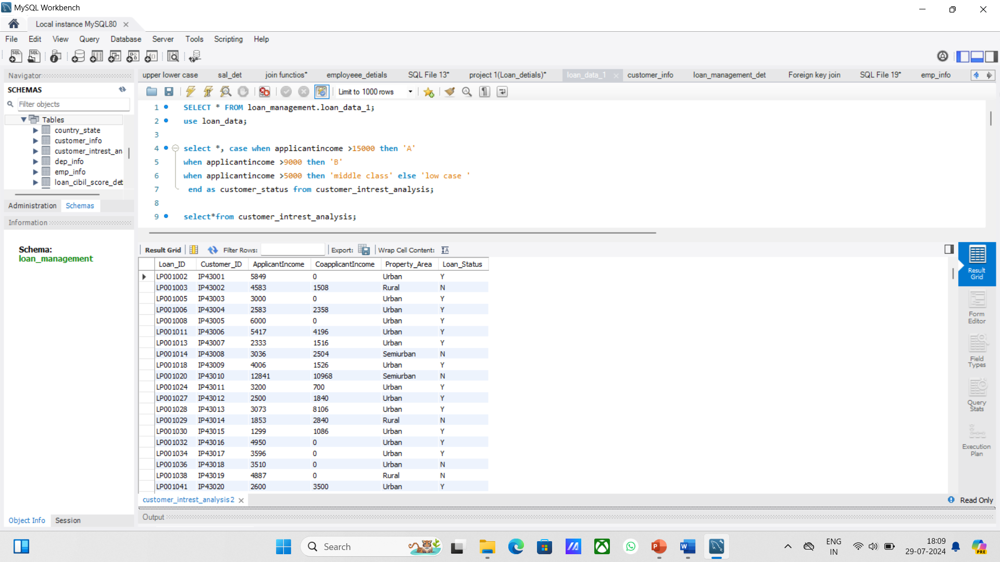 MySQL Workbench
Local instance MySQL80
File Edit View Query Database Server Tools Scripting Help
Navigator
SCHEMAS
Filter objects
Tables
country_state
customer_info
customer_intrest_an
dep_info
emp_info
loan_cibil_score_det
Administration Schemas
Information
Schema:
loan_management
Object Info Session
upper lower case sal_det join functios* employeee_detials SQL File 13* project 1(Loan_detials)* loan_data_1 customer_info loan_management_det Foreign key join SQL File 19* emp_info
Limit to 1000 rows
1 SELECT * FROM loan_management.loan_data_1;
2 use loan_data;
3
4 select *, case when applicantincome >15000 then 'A'
5 when applicantincome >9000 then 'B'
6 when applicantincome >5000 then 'middle class' else 'low case '
7 end as customer_status from customer_intrest_analysis;
8
9 select*from customer_intrest_analysis;
Result Grid Filter Rows: Export: Wrap Cell Content:
Loan_ID Customer_ID ApplicantIncome CoapplicantIncome Property_Area Loan_Status
LP001002 IP43001 5849 0 Urban Y
LP001003 IP43002 4583 1508 Rural N
LP001005 IP43003 3000 0 Urban Y
LP001006 IP43004 2583 2358 Urban Y
LP001008 IP43005 6000 0 Urban Y
LP001011 IP43006 5417 4196 Urban Y
LP001013 IP43007 2333 1516 Urban Y
LP001014 IP43008 3036 2504 Semiurban N
LP001018 IP43009 4006 1526 Urban Y
LP001020 IP43010 12841 10968 Semiurban N
LP001024 IP43011 3200 700 Urban Y
LP001027 IP43012 2500 1840 Urban Y
LP001028 IP43013 3073 8106 Urban Y
LP001029 IP43014 1853 2840 Rural N
LP001030 IP43015 1299 1086 Urban Y
LP001032 IP43016 4950 0 Urban Y
LP001034 IP43017 3596 0 Urban Y
LP001036 IP43018 3510 0 Urban N
LP001038 IP43019 4887 0 Rural N
LP001041 IP43020 2600 3500 Urban Y
Result
Grid
Form
Editor
Field
Types
Query
Stats
Execution
Plan
customer_intrest_analysis2
Read Only
Output
Search
ENG
IN
18:09
29-07-2024
PRE